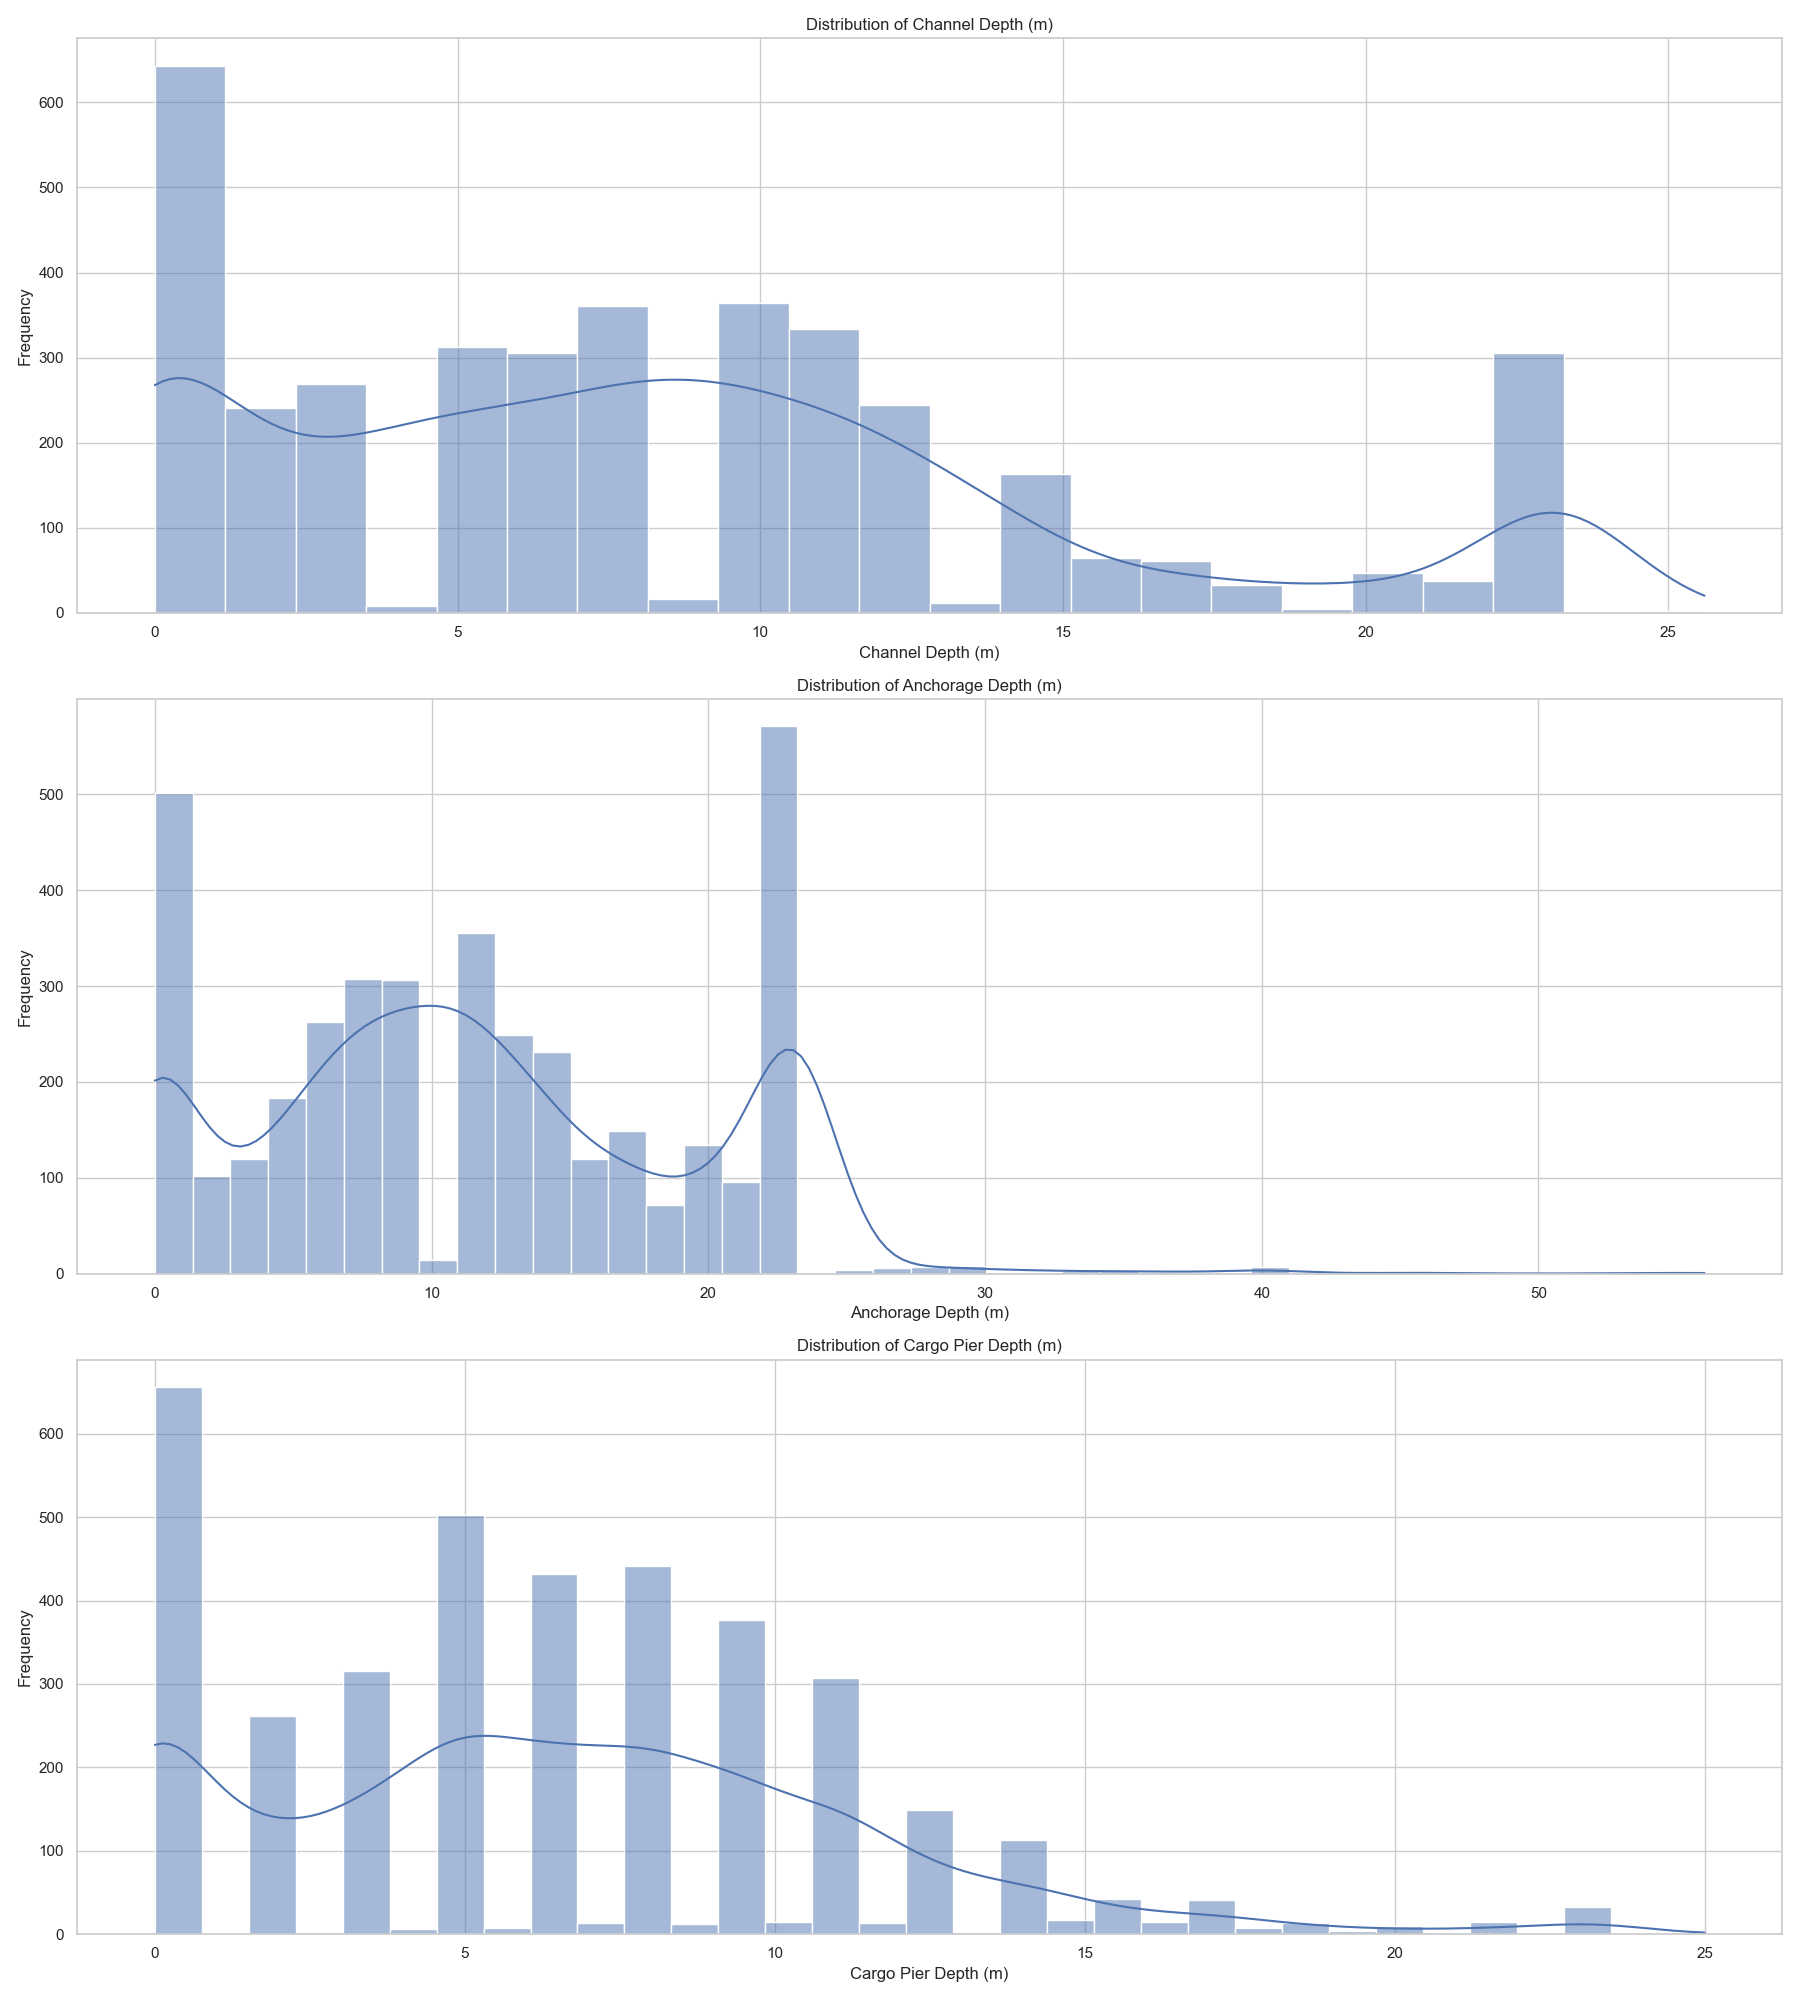 Distribution of Channel Depth (m)
Frequency
600
500
400
300
200
100
0
0 5 10 15 20 25
Channel Depth (m)
Distribution of Anchorage Depth (m)
Frequency
500
400
300
200
100
0
0 10 20 30 40 50
Anchorage Depth (m)
Distribution of Cargo Pier Depth (m)
Frequency
600
500
400
300
200
100
0
0 5 10 15 20 25
Cargo Pier Depth (m)